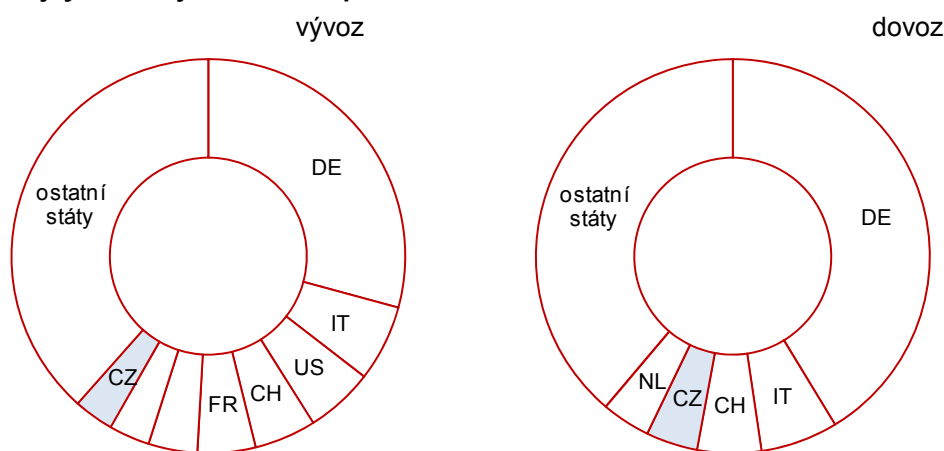 vývoz
DE
ostatní
státy
IT
US
CH
FR
CZ
dovoz
ostatní
státy
DE
NL
CZ
CH
IT